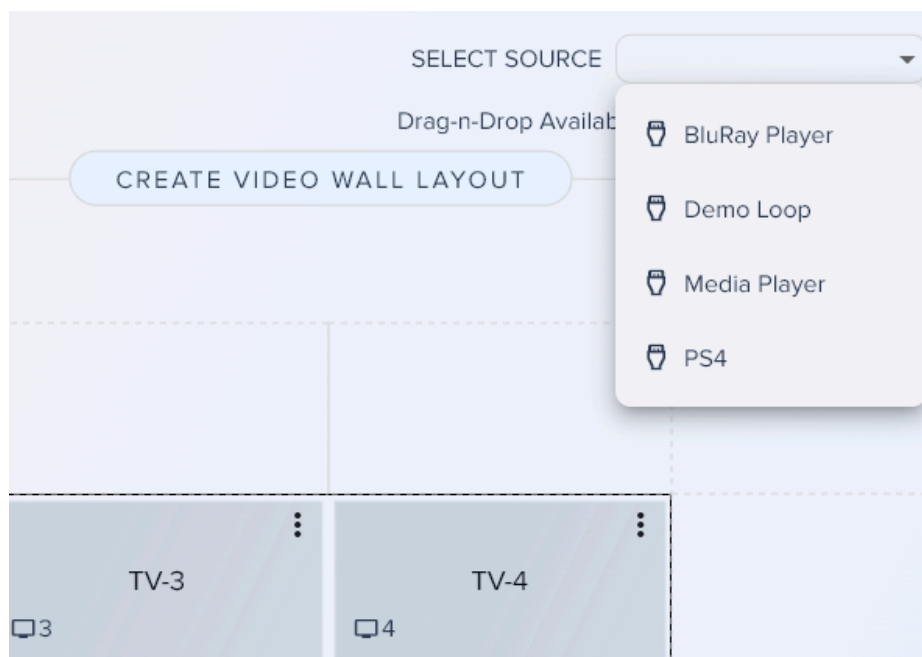 SELECT SOURCE
Drag-n-Drop
BluRay Player
CREATE VIDEO WALL LAYOUT
Demo Loop
Media Player
PS4
TV-3
TV-4
3
4